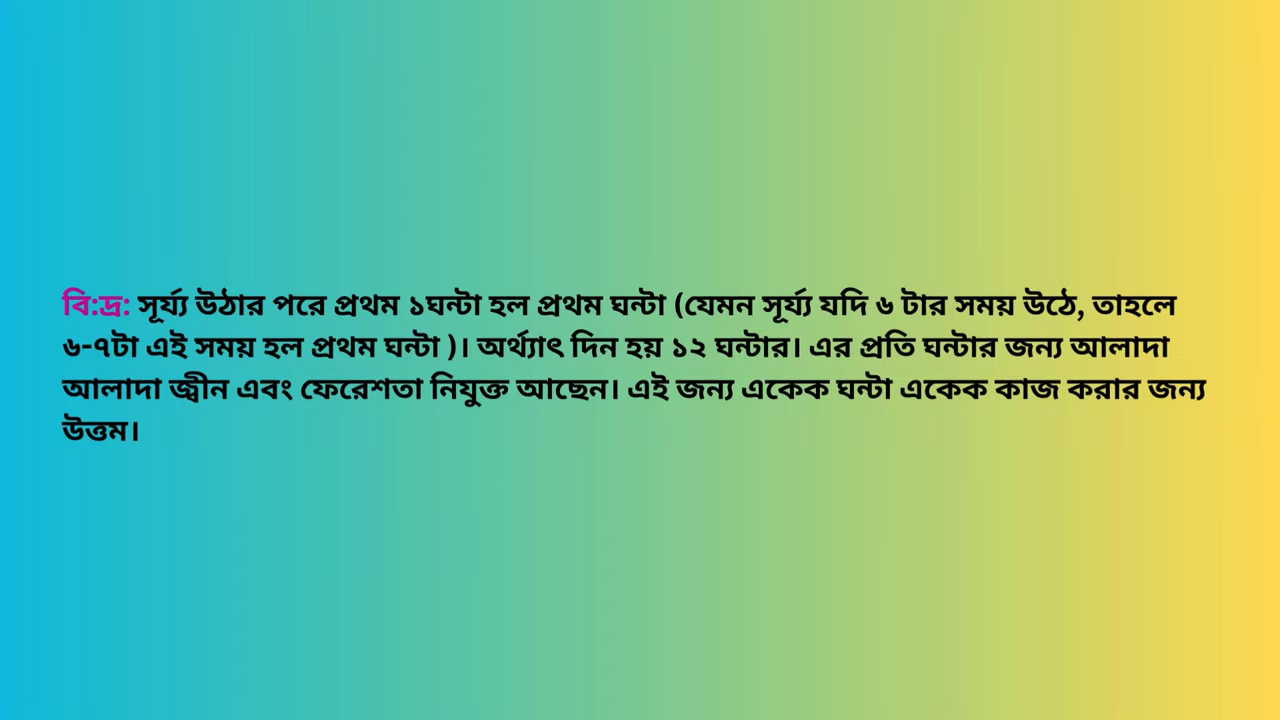 বি:দ্র: সূর্য্য উঠার পরে প্রথম ১ঘন্টা হল প্রথম ঘন্টা (যেমন সূর্য্য যদি ৬ টার সময় উঠে, তাহলে
৬-৭টা এই সময় হল প্রথম ঘন্টা )। অর্থ্যাৎ দিন হয় ১২ ঘন্টার। এর প্রতি ঘন্টার জন্য আলাদা
আলাদা জ্বীন এবং ফেরেশতা নিযুক্ত আছেন। এই জন্য একেক ঘন্টা একেক কাজ করার জন্য
উত্তম।